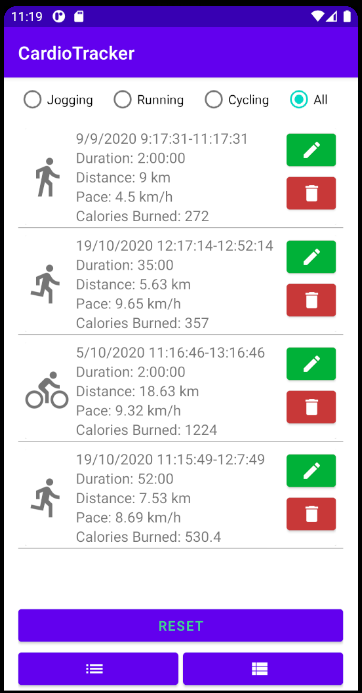 11:19
CardioTracker
Jogging Running Cycling All
9/9/2020 9:17:31-11:17:31
Duration: 2:00:00
Distance: 9 km
Pace: 4.5 km/h
Calories Burned: 272
19/10/2020 12:17:14-12:52:14
Duration: 35:00
Distance: 5.63 km
Pace: 9.65 km/h
Calories Burned: 357
5/10/2020 11:16:46-13:16:46
Duration: 2:00:00
Distance: 18.63 km
Pace: 9.32 km/h
Calories Burned: 1224
19/10/2020 11:15:49-12:7:49
Duration: 52:00
Distance: 7.53 km
Pace: 8.69 km/h
Calories Burned: 530.4
RESET